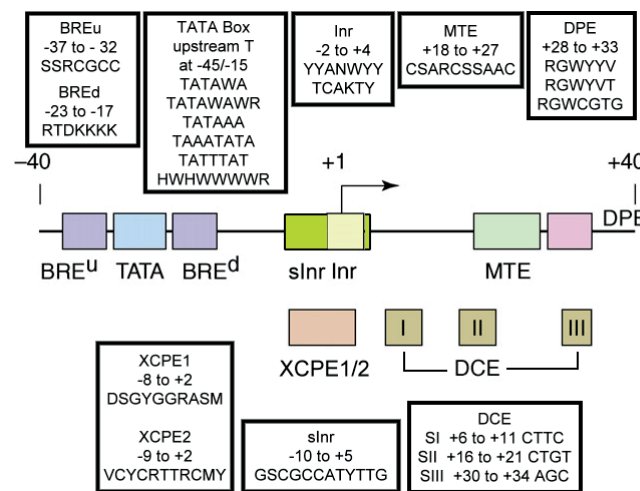 BREu
-37 to - 32
SSRCGCC
BREd
-23 to -17
RTDKKKK
TATA Box
upstream T
at -45/-15
TATAWA
TATAWAWR
TATAAA
TAAATATA
TATTTAT
HWHWWWWR
Inr
-2 to +4
YYANWYY
TCAKTY
MTE
+18 to +27
CSARCSSAAC
DPE
+28 to +33
RGWYYV
RGWYVT
RGWCGTG
–40
+1
+40
BREᵘ
TATA
BREᵈ
sInr Inr
MTE
DPE
XCPE1/2
I
II
III
DCE
XCPE1
-8 to +2
DSGYGGRASM
XCPE2
-9 to +2
VCYCRTTRCMY
sInr
-10 to +5
GSCGCCATYTTG
DCE
SI +6 to +11 CTTC
SII +16 to +21 CTGT
SIII +30 to +34 AGC